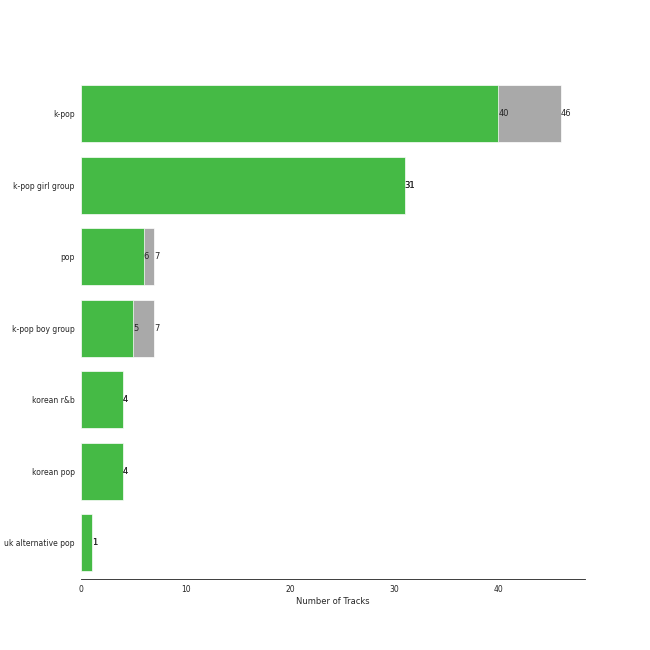 k-pop 40 46
k-pop girl group 31
pop 6 7
k-pop boy group 5 7
korean r&b 4
korean pop 4
uk alternative pop 1
0 10 20 30 40
Number of Tracks